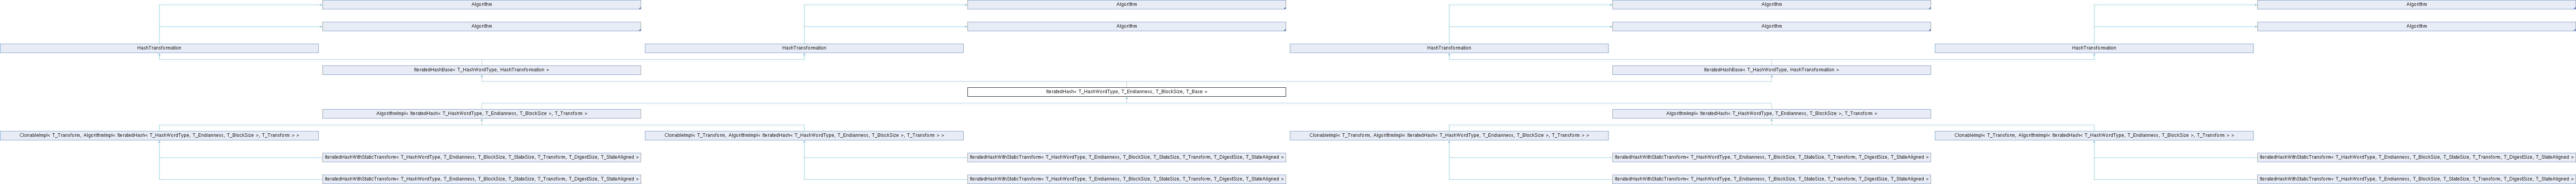 Algorithm Algorithm Algorithm Algorithm
Algorithm Algorithm Algorithm Algorithm
HashTransformation HashTransformation HashTransformation HashTransformation
IteratedHashBase< T_HashWordType, HashTransformation > IteratedHashBase< T_HashWordType, HashTransformation >
IteratedHash< T_HashWordType, T_Endianness, T_BlockSize, T_Base >
AlgorithmImpl< IteratedHash< T_HashWordType, T_Endianness, T_BlockSize >, T_Transform > AlgorithmImpl< IteratedHash< T_HashWordType, T_Endianness, T_BlockSize >, T_Transform >
ClonableImpl< T_Transform, AlgorithmImpl< IteratedHash< T_HashWordType, T_Endianness, T_BlockSize >, T_Transform > > ClonableImpl< T_Transform, AlgorithmImpl< IteratedHash< T_HashWordType, T_Endianness, T_BlockSize >, T_Transform > > ClonableImpl< T_Transform, AlgorithmImpl< IteratedHash< T_HashWordType, T_Endianness, T_BlockSize >, T_Transform > > ClonableImpl< T_Transform, AlgorithmImpl< IteratedHash< T_HashWordType, T_Endianness, T_BlockSize >, T_Transform > >
IteratedHashWithStaticTransform< T_HashWordType, T_Endianness, T_BlockSize, T_StateSize, T_Transform, T_DigestSize, T_StateAligned > IteratedHashWithStaticTransform< T_HashWordType, T_Endianness, T_BlockSize, T_StateSize, T_Transform, T_DigestSize, T_StateAligned > IteratedHashWithStaticTransform< T_HashWordType, T_Endianness, T_BlockSize, T_StateSize, T_Transform, T_DigestSize, T_StateAligned > IteratedHashWithStaticTransform< T_HashWordType, T_Endianness, T_BlockSize, T_StateSize, T_Transform, T_DigestSize, T_StateAligned >
IteratedHashWithStaticTransform< T_HashWordType, T_Endianness, T_BlockSize, T_StateSize, T_Transform, T_DigestSize, T_StateAligned > IteratedHashWithStaticTransform< T_HashWordType, T_Endianness, T_BlockSize, T_StateSize, T_Transform, T_DigestSize, T_StateAligned > IteratedHashWithStaticTransform< T_HashWordType, T_Endianness, T_BlockSize, T_StateSize, T_Transform, T_DigestSize, T_StateAligned > IteratedHashWithStaticTransform< T_HashWordType, T_Endianness, T_BlockSize, T_StateSize, T_Transform, T_DigestSize, T_StateAligned >